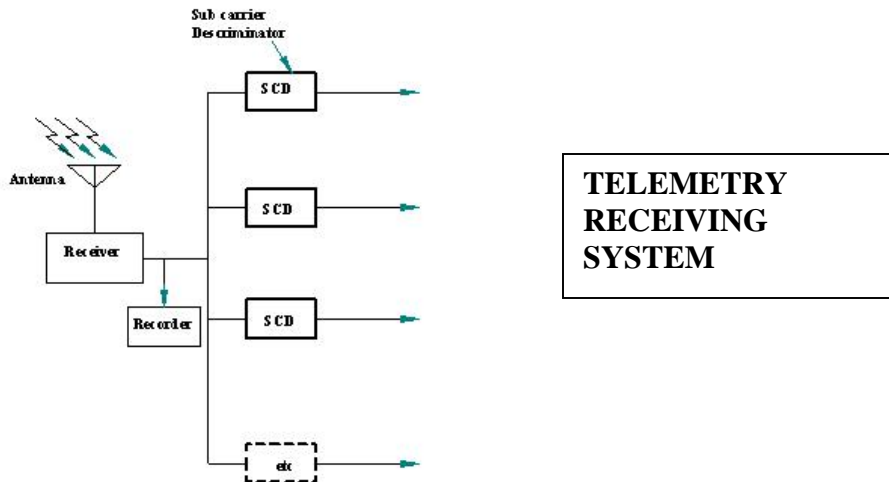 Sub carrier
Descriminator
SCD
Antenna
SCD
Receiver
Recorder
SCD
etc
TELEMETRY
RECEIVING
SYSTEM